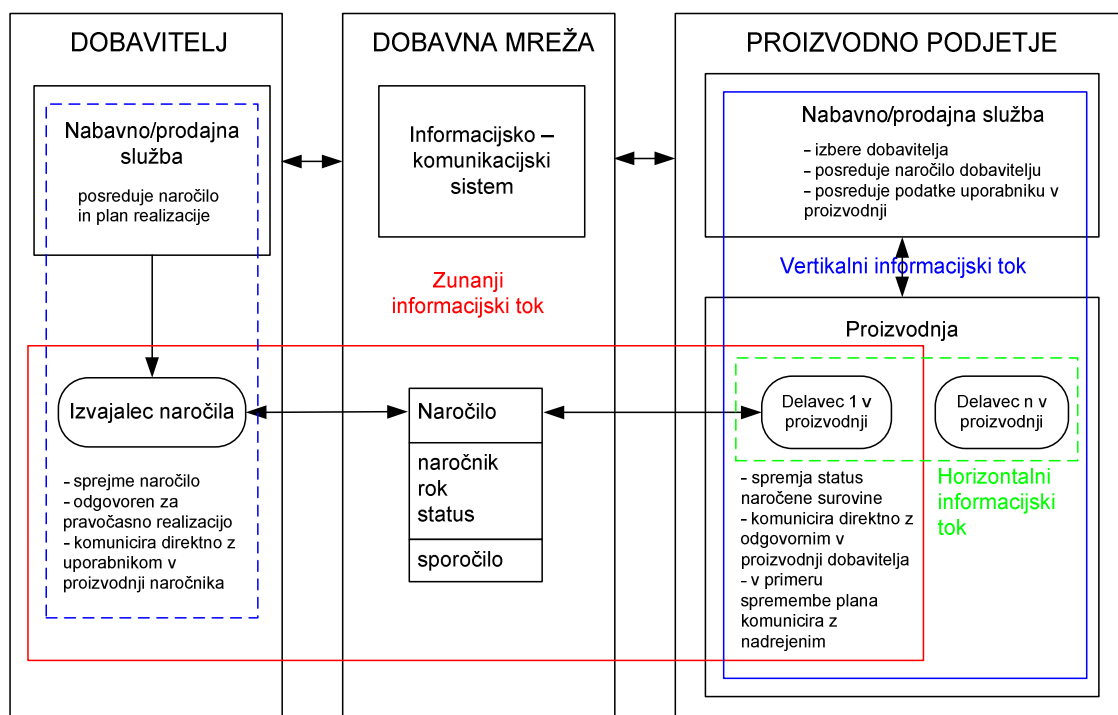 DOBAVITELJ
Nabavno/prodajna
služba
posreduje naročilo
in plan realizacije
Izvajalec naročila
– sprejme naročilo
– odgovoren za
pravočasno realizacijo
– komunicira direktno z
uporabnikom v
proizvodnji naročnika
DOBAVNA MREŽA
Informacijsko –
komunikacijski
sistem
Zunanji
informacijski tok
Naročilo
naročnik
rok
status
sporočilo
PROIZVODNO PODJETJE
Nabavno/prodajna služba
– izbere dobavitelja
– posreduje naročilo dobavitelju
– posreduje podatke uporabniku v
proizvodnji
Vertikalni informacijski tok
Proizvodnja
Delavec 1 v
proizvodnji
Delavec n v
proizvodnji
– spremja status
naročene surovine
– komunicira direktno z
odgovornim v
proizvodnji dobavitelja
– v primeru
spremembe plana
komunicira z
nadrejenim
Horizontalni
informacijski
tok